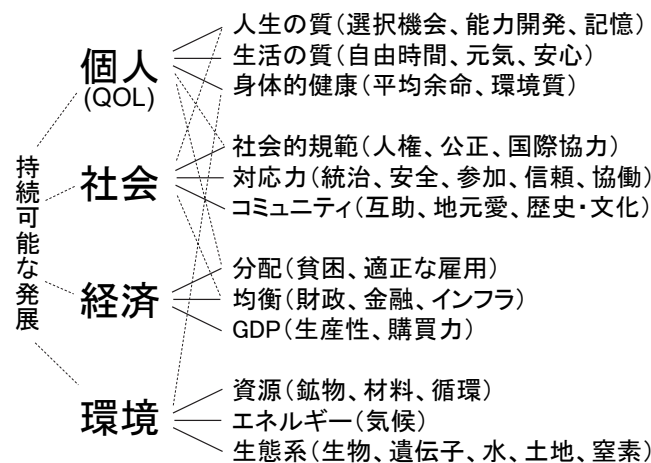 持続可能な発展
個人
(QOL)
人生の質(選択機会、能力開発、記憶)
生活の質(自由時間、元気、安心)
身体的健康(平均余命、環境質)
社会
社会的規範(人権、公正、国際協力)
対応力(統治、安全、参加、信頼、協働)
コミュニティ(互助、地元愛、歴史・文化)
経済
分配(貧困、適正な雇用)
均衡(財政、金融、インフラ)
GDP(生産性、購買力)
環境
資源(鉱物、材料、循環)
エネルギー(気候)
生態系(生物、遺伝子、水、土地、窒素)